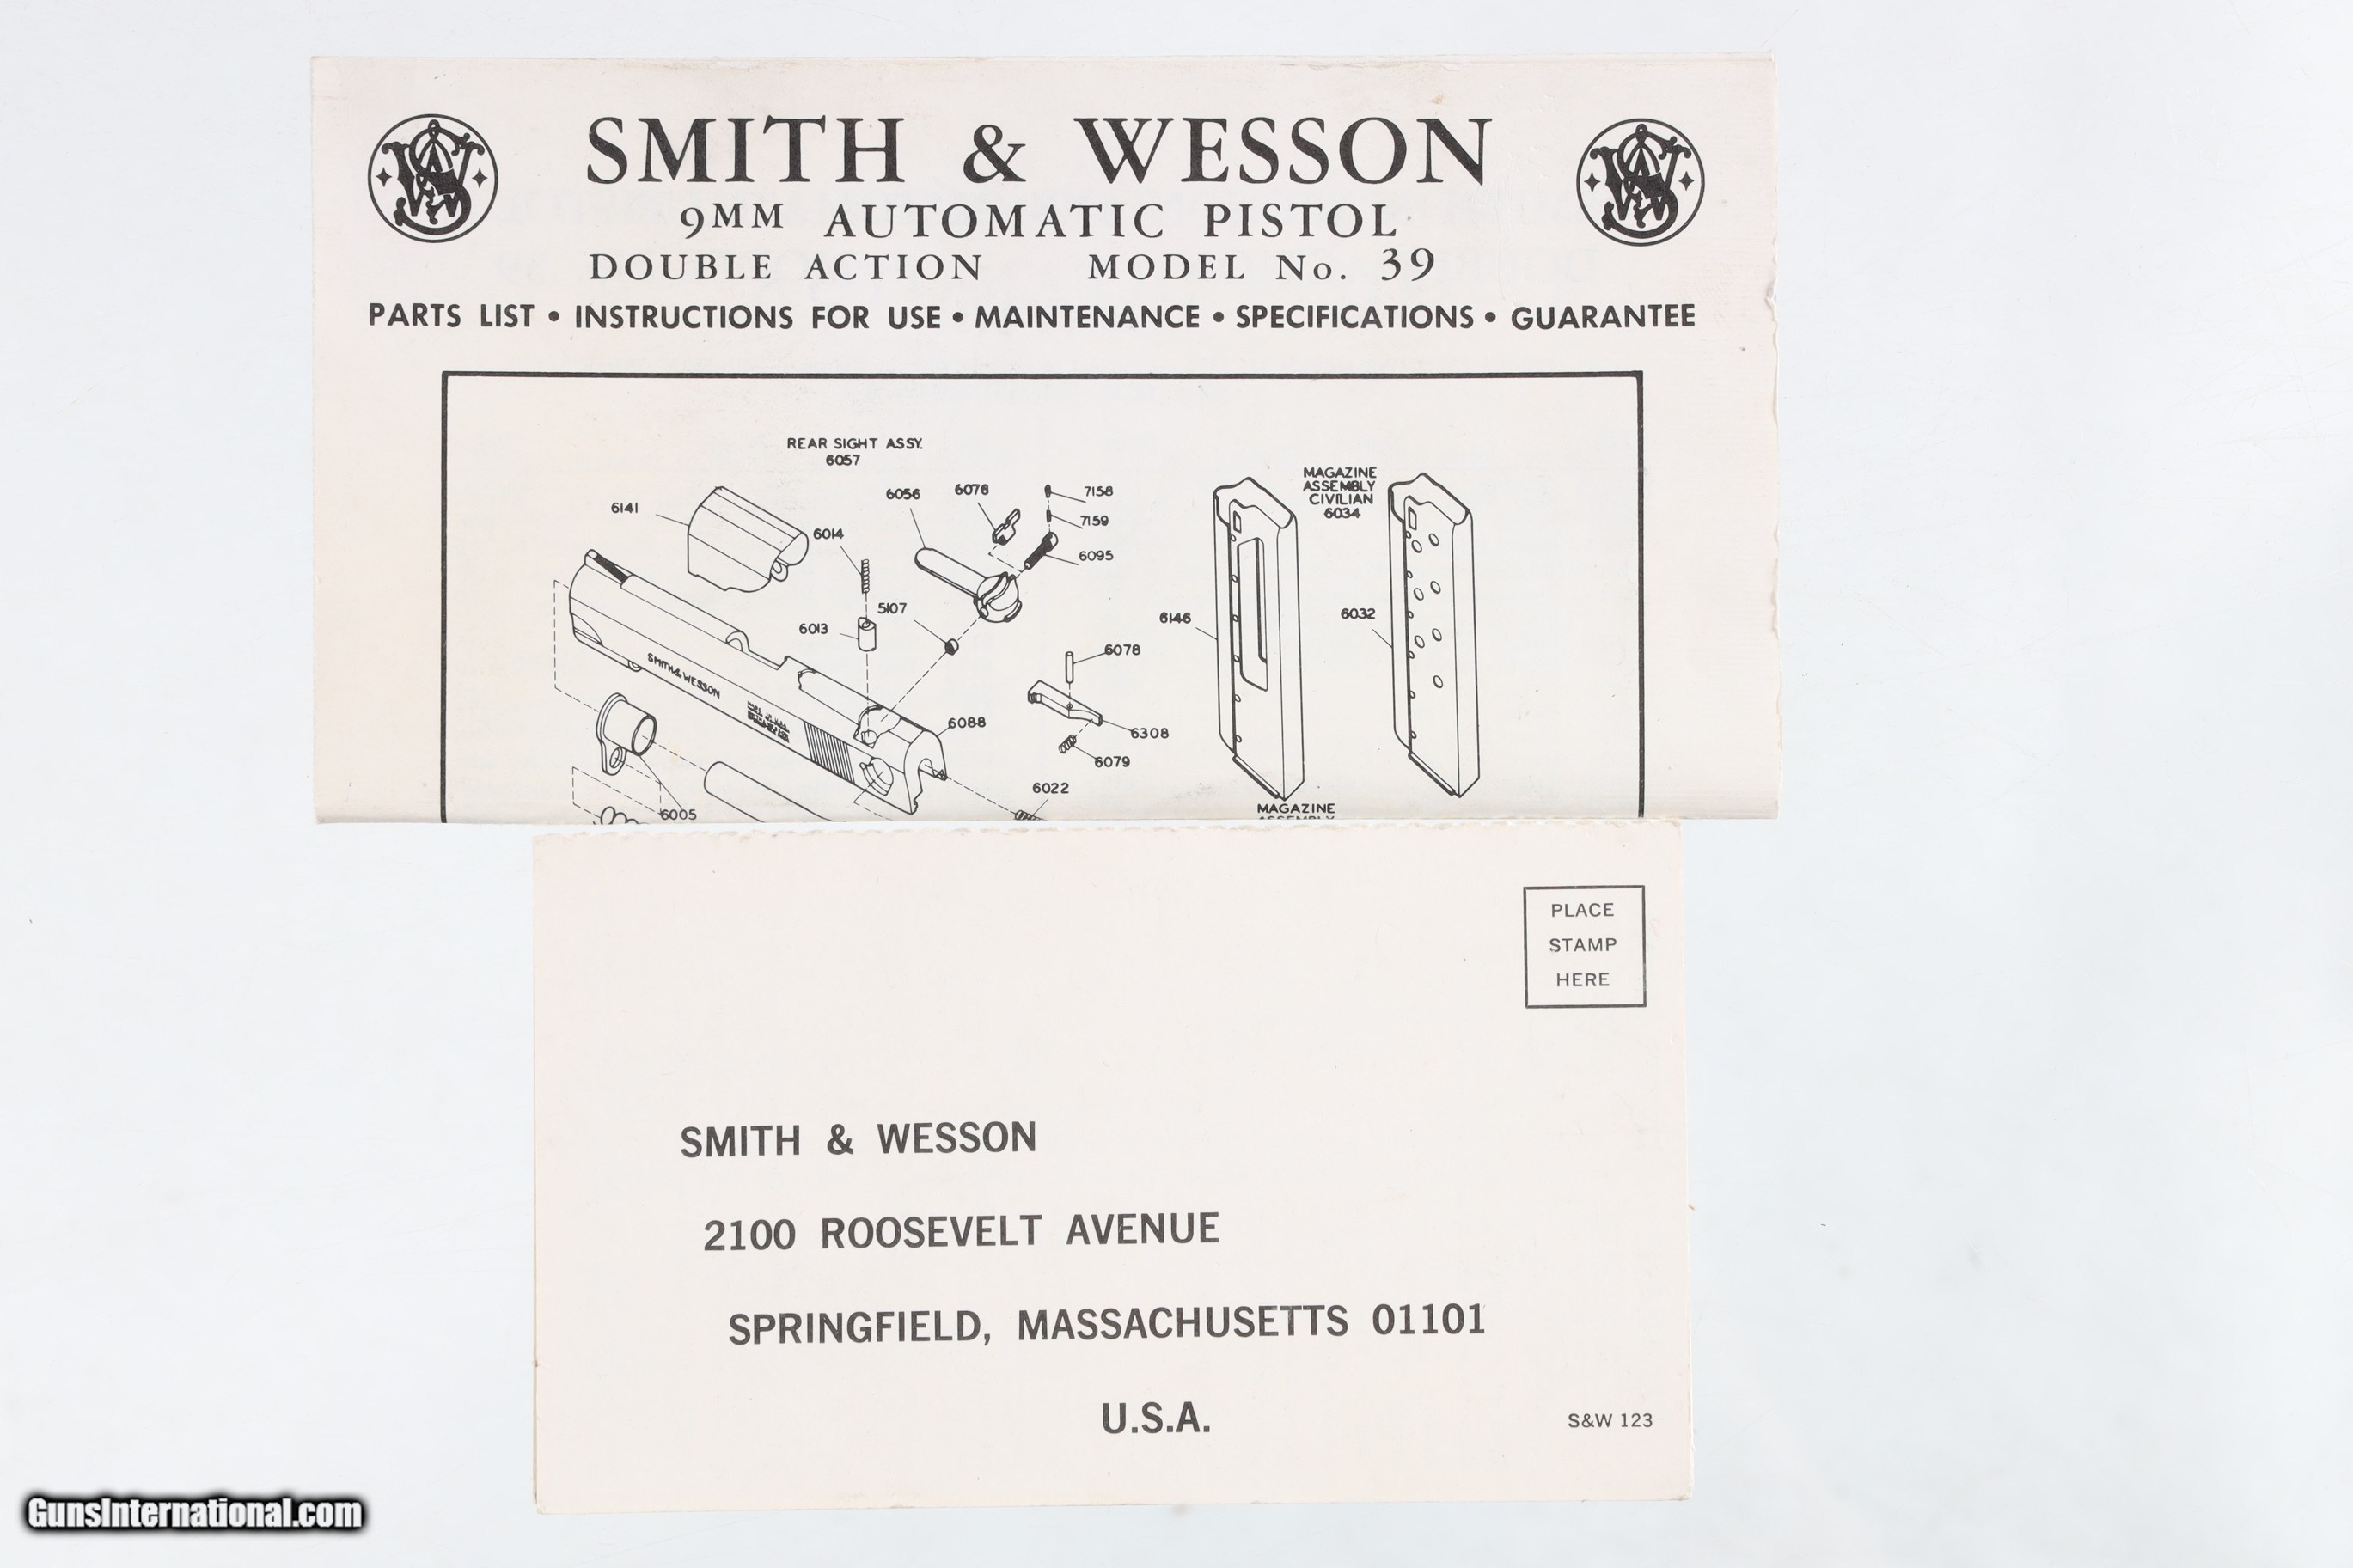 SMITH & WESSON
9MM AUTOMATIC PISTOL
DOUBLE ACTION MODEL No. 39
PARTS LIST • INSTRUCTIONS FOR USE • MAINTENANCE • SPECIFICATIONS • GUARANTEE
REAR SIGHT ASSY.
6057
6141
6014
6056
6076
7158
7159
6095
MAGAZINE
ASSEMBLY
CIVILIAN
6034
5107
6013
6146
6032
6078
SMITH & WESSON
6088
6308
6079
6022
6005
MAGAZINE
ASSEMBLY
PLACE
STAMP
HERE
SMITH & WESSON
2100 ROOSEVELT AVENUE
SPRINGFIELD, MASSACHUSETTS 01101
U.S.A.
S&W 123
GunsInternational.com